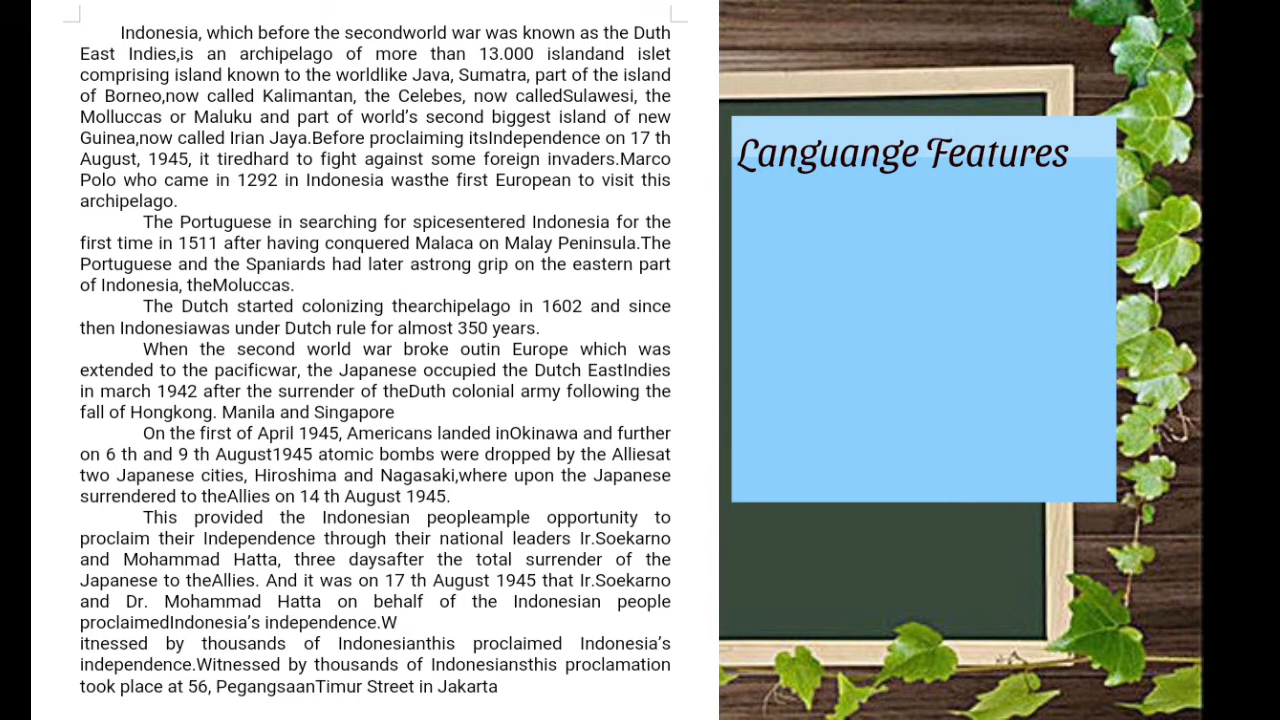 Indonesia, which before the secondworld war was known as the Duth
East Indies,is an archipelago of more than 13.000 islandand islet
comprising island known to the worldlike Java, Sumatra, part of the island
of Borneo,now called Kalimantan, the Celebes, now calledSulawesi, the
Molluccas or Maluku and part of world’s second biggest island of new
Guinea,now called Irian Jaya.Before proclaiming itsIndependence on 17 th
August, 1945, it tiredhard to fight against some foreign invaders.Marco
Polo who came in 1292 in Indonesia wasthe first European to visit this
archipelago.
The Portuguese in searching for spicesentered Indonesia for the
first time in 1511 after having conquered Malaca on Malay Peninsula.The
Portuguese and the Spaniards had later astrong grip on the eastern part
of Indonesia, theMoluccas.
The Dutch started colonizing thearchipelago in 1602 and since
then Indonesiawas under Dutch rule for almost 350 years.
When the second world war broke outin Europe which was
extended to the pacificwar, the Japanese occupied the Dutch EastIndies
in march 1942 after the surrender of theDuth colonial army following the
fall of Hongkong. Manila and Singapore
On the first of April 1945, Americans landed inOkinawa and further
on 6 th and 9 th August1945 atomic bombs were dropped by the Alliesat
two Japanese cities, Hiroshima and Nagasaki,where upon the Japanese
surrendered to theAllies on 14 th August 1945.
This provided the Indonesian peopleample opportunity to
proclaim their Independence through their national leaders Ir.Soekarno
and Mohammad Hatta, three daysafter the total surrender of the
Japanese to theAllies. And it was on 17 th August 1945 that Ir.Soekarno
and Dr. Mohammad Hatta on behalf of the Indonesian people
proclaimedIndonesia’s independence.W
itnessed by thousands of Indonesianthis proclaimed Indonesia’s
independence.Witnessed by thousands of Indonesiansthis proclamation
took place at 56, PegangsaanTimur Street in Jakarta
Languange Features